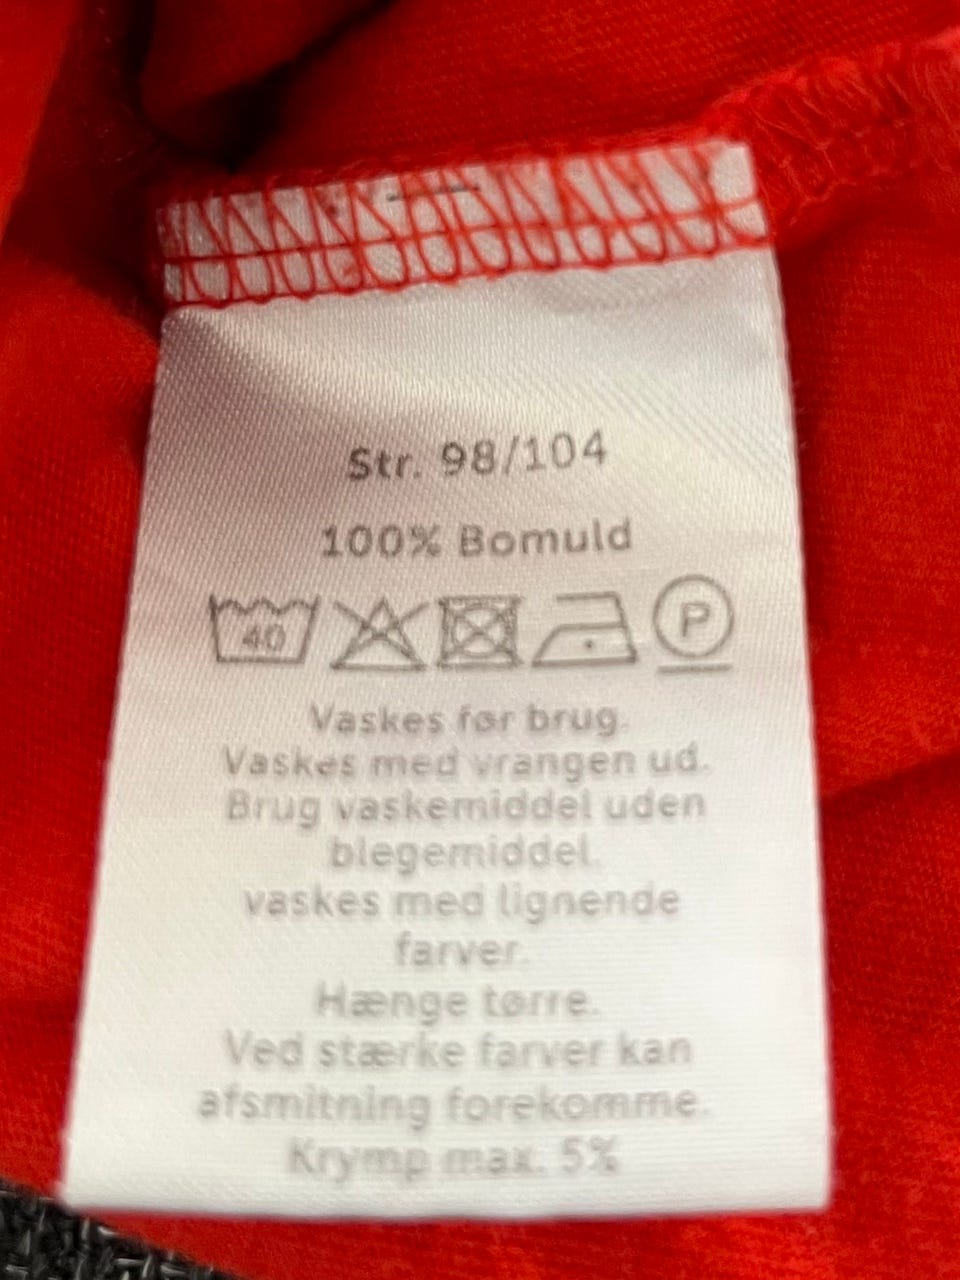 Str. 98/104
100% Bomuld
40
P
Vaskes før brug.
Vaskes med vrangen ud.
Brug vaskemiddel uden
blegemiddel.
vaskes med lignende
farver.
Hænge tørre.
Ved stærke farver kan
afsmitning forekomme.
Krymp max. 5%